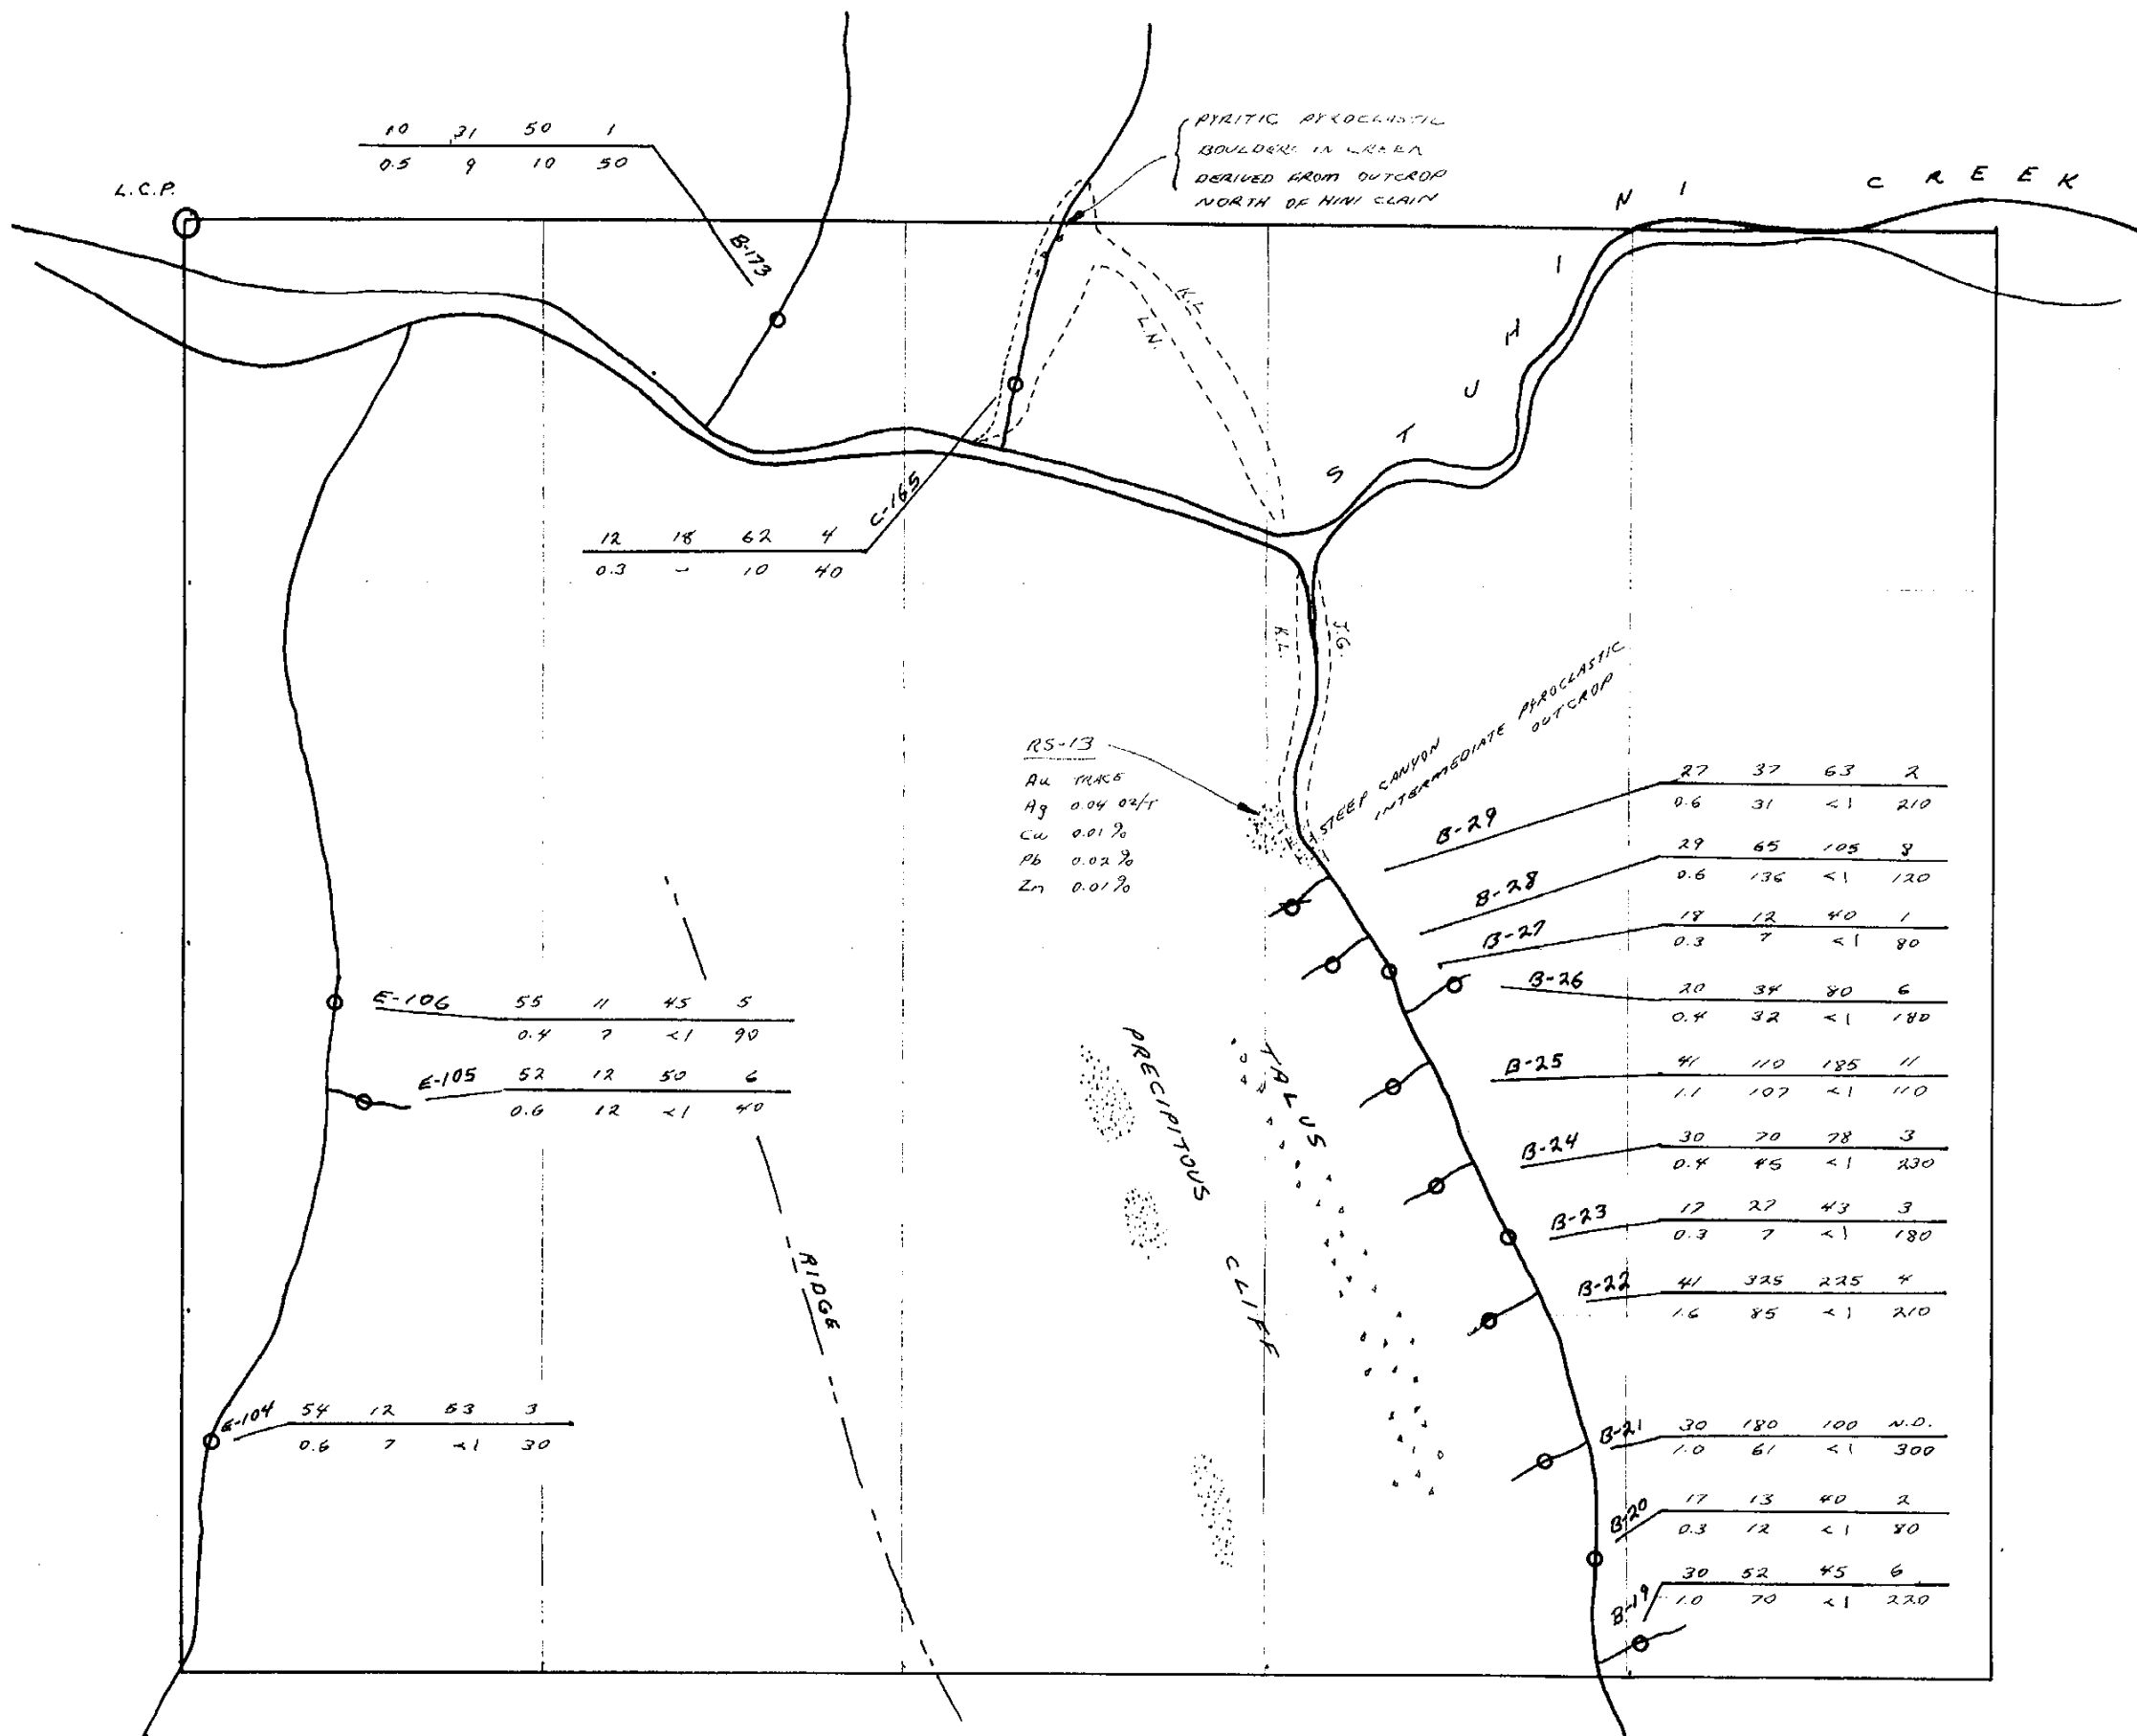 10 31 50 1
0.5 9 10 50
B-173
L.C.P.
PYRITIC PYROCLASTIC
BOULDERS IN CREEK
DERIVED FROM OUTCROP
NORTH OF HINI CLAIM
STUHINI CREEK
K.L.
L.N.
C-165
12 18 62 4
0.3 - 10 40
K.L.
J.G.
STEEP CANYON
INTERMEDIATE PYROCLASTIC
OUTCROP
RS-13
Au TRACE
Ag 0.04 oz/T
Cu 0.01 %
Pb 0.02 %
Zn 0.01 %
B-29 27 37 63 2
0.6 31 <1 210
B-28 29 65 105 8
0.6 136 <1 120
B-27 18 12 40 1
0.3 7 <1 80
B-26 20 34 80 6
0.4 32 <1 180
B-25 41 110 185 11
1.1 107 <1 110
B-24 30 70 78 3
0.4 45 <1 230
B-23 17 27 43 3
0.3 7 <1 180
B-22 41 325 225 4
1.6 85 <1 210
B-21 30 180 100 N.D.
1.0 61 <1 300
B-20 17 13 40 2
0.3 12 <1 80
B-19 30 52 45 6
1.0 70 <1 220
E-106 55 11 45 5
0.4 7 <1 90
E-105 52 12 50 6
0.6 12 <1 40
E-104 54 12 53 3
0.6 7 <1 30
RIDGE
PRECIPITOUS CLIFF
TALUS